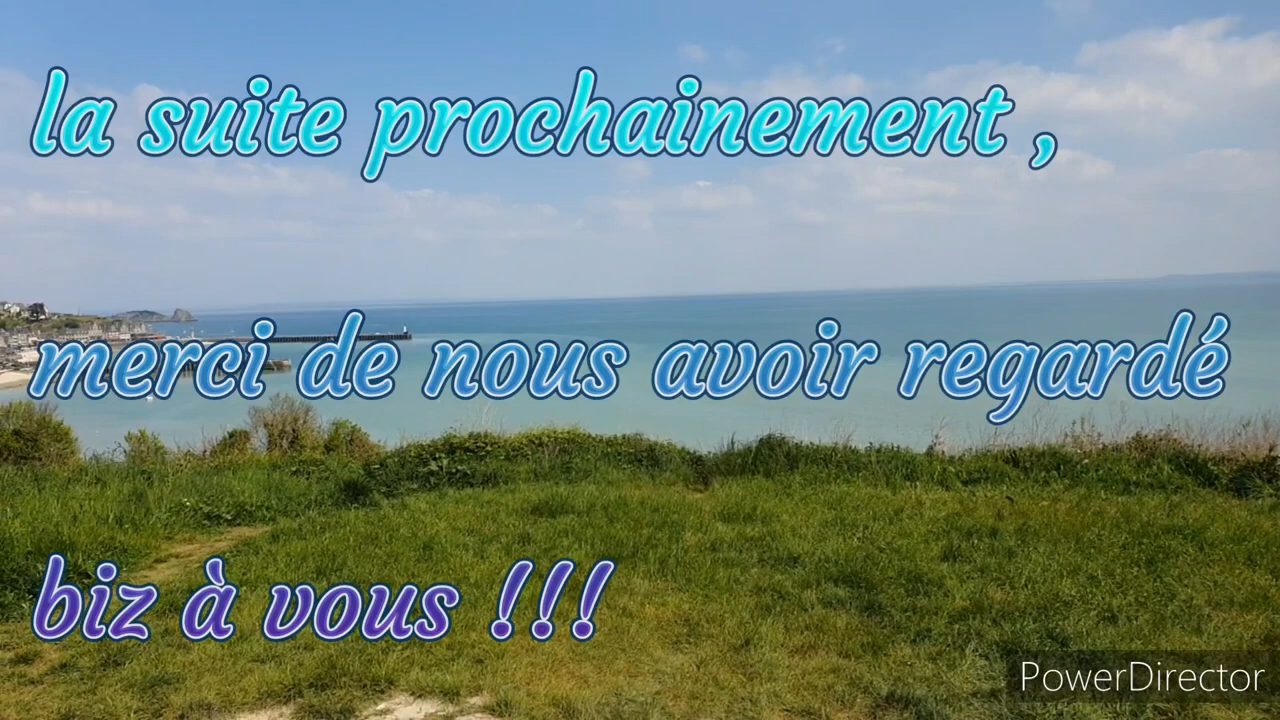 la suite prochainement ,
merci de nous avoir regardé
biz à vous !!!
PowerDirector